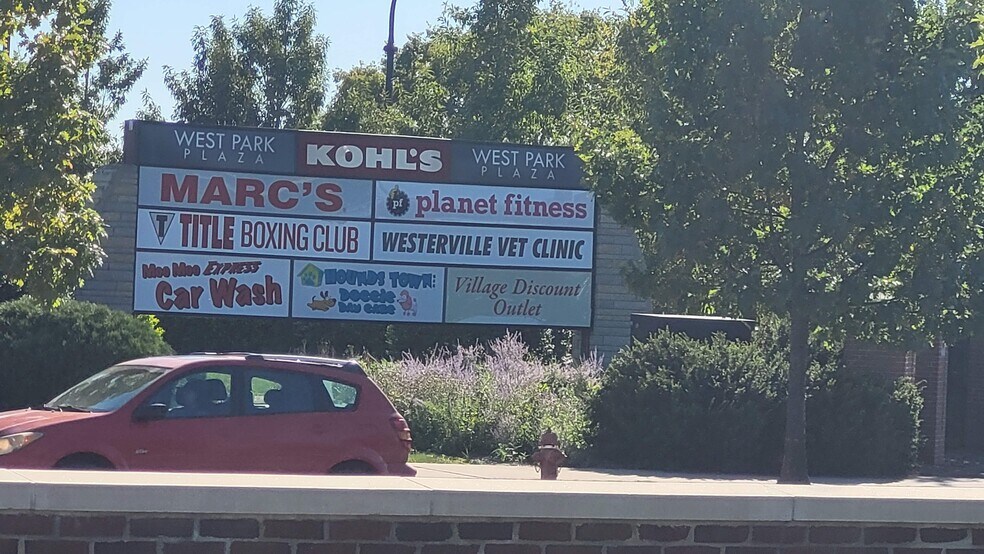 WEST PARK
PLAZA
KOHL'S
WEST PARK
PLAZA
MARC'S
pf planet fitness
T TITLE BOXING CLUB
WESTERVILLE VET CLINIC
Moo Moo EXPRESS
Car Wash
HOUNDS TOWN
DOGGIE
DAY CARE
Village Discount
Outlet